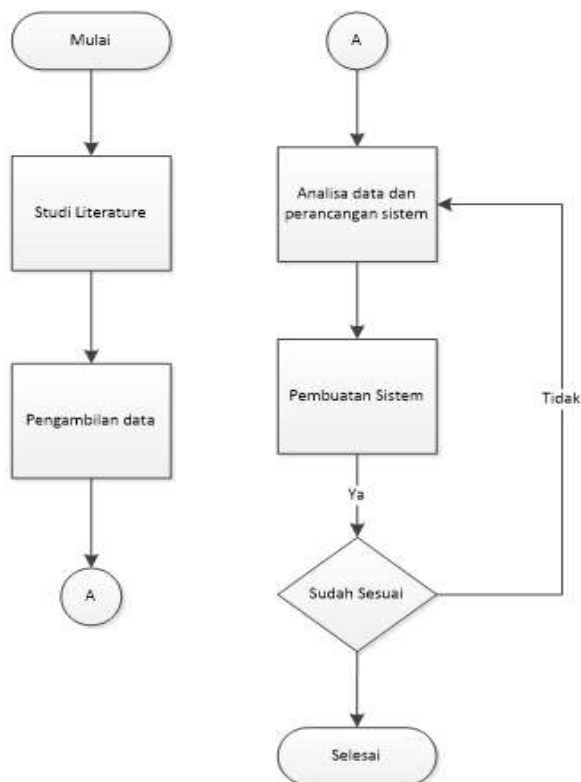 Mulai
Studi Literature
Pengambilan data
A
A
Analisa data dan
perancangan sistem
Pembuatan Sistem
Ya
Sudah Sesuai
Tidak
Selesai